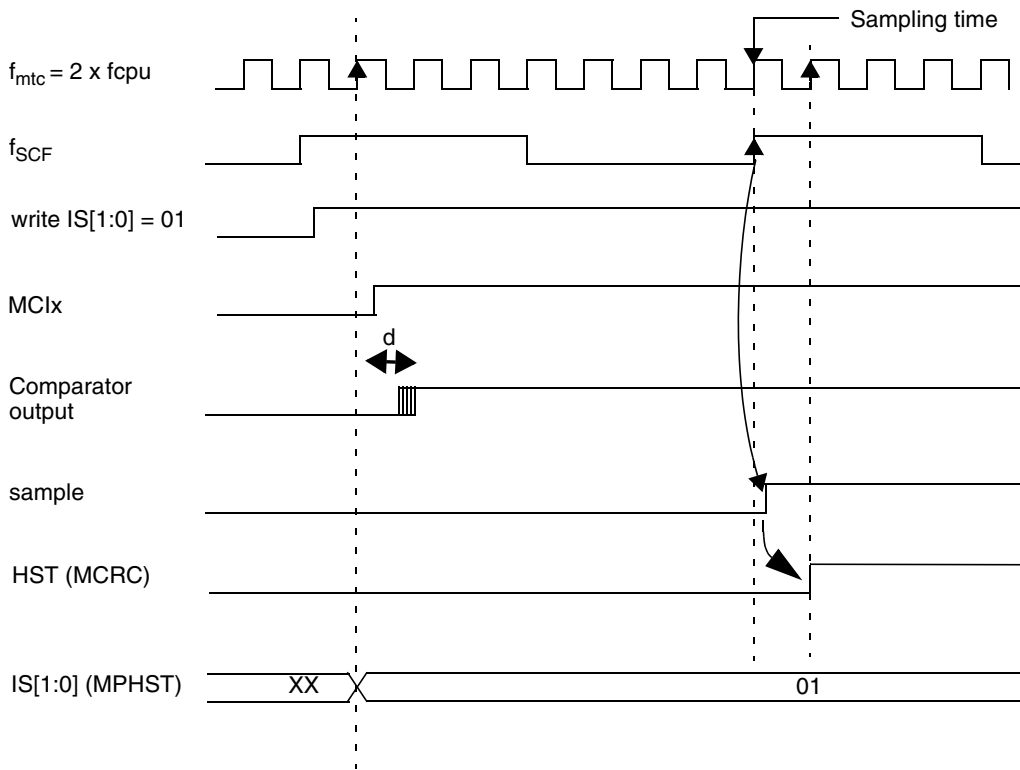 Sampling time
fmtc = 2 x fcpu
fSCF
write IS[1:0] = 01
MCIx
d
Comparator
output
sample
HST (MCRC)
IS[1:0] (MPHST)
XX
01